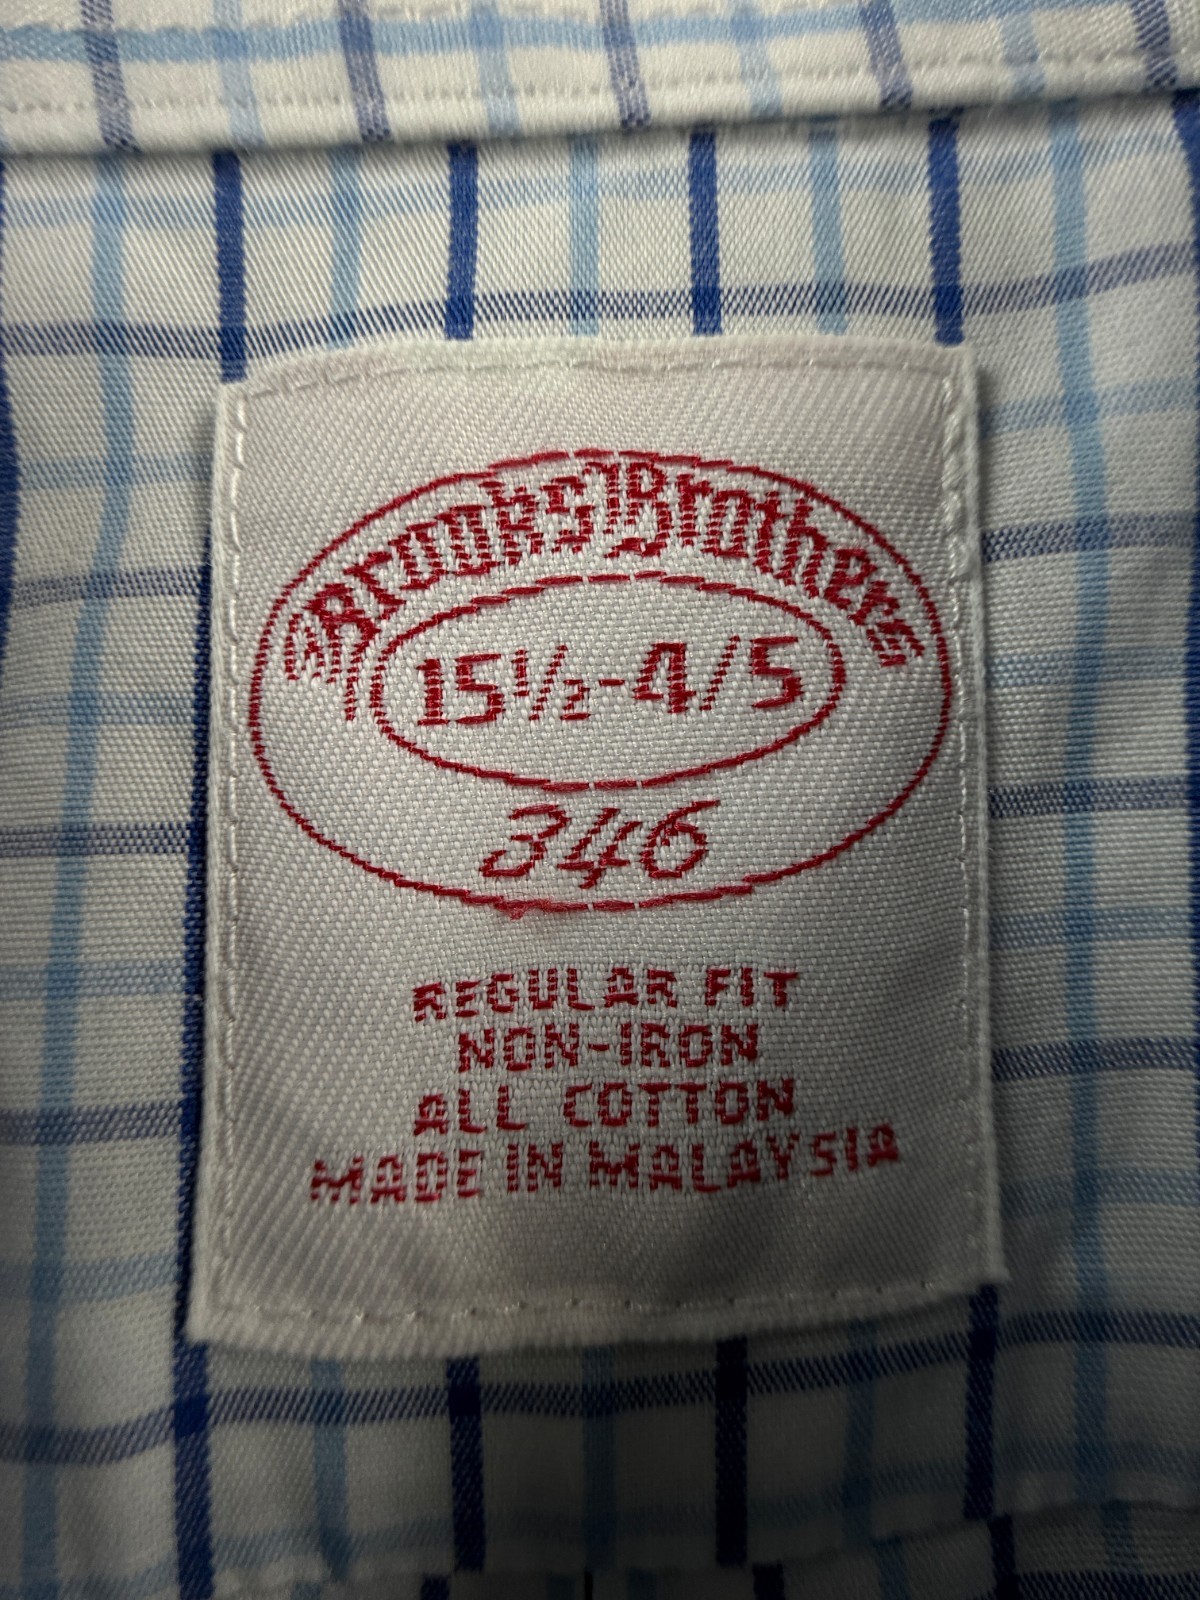 Brooks Brothers
15½-4/5
346
REGULAR FIT
NON-IRON
ALL COTTON
MADE IN MALAYSIA